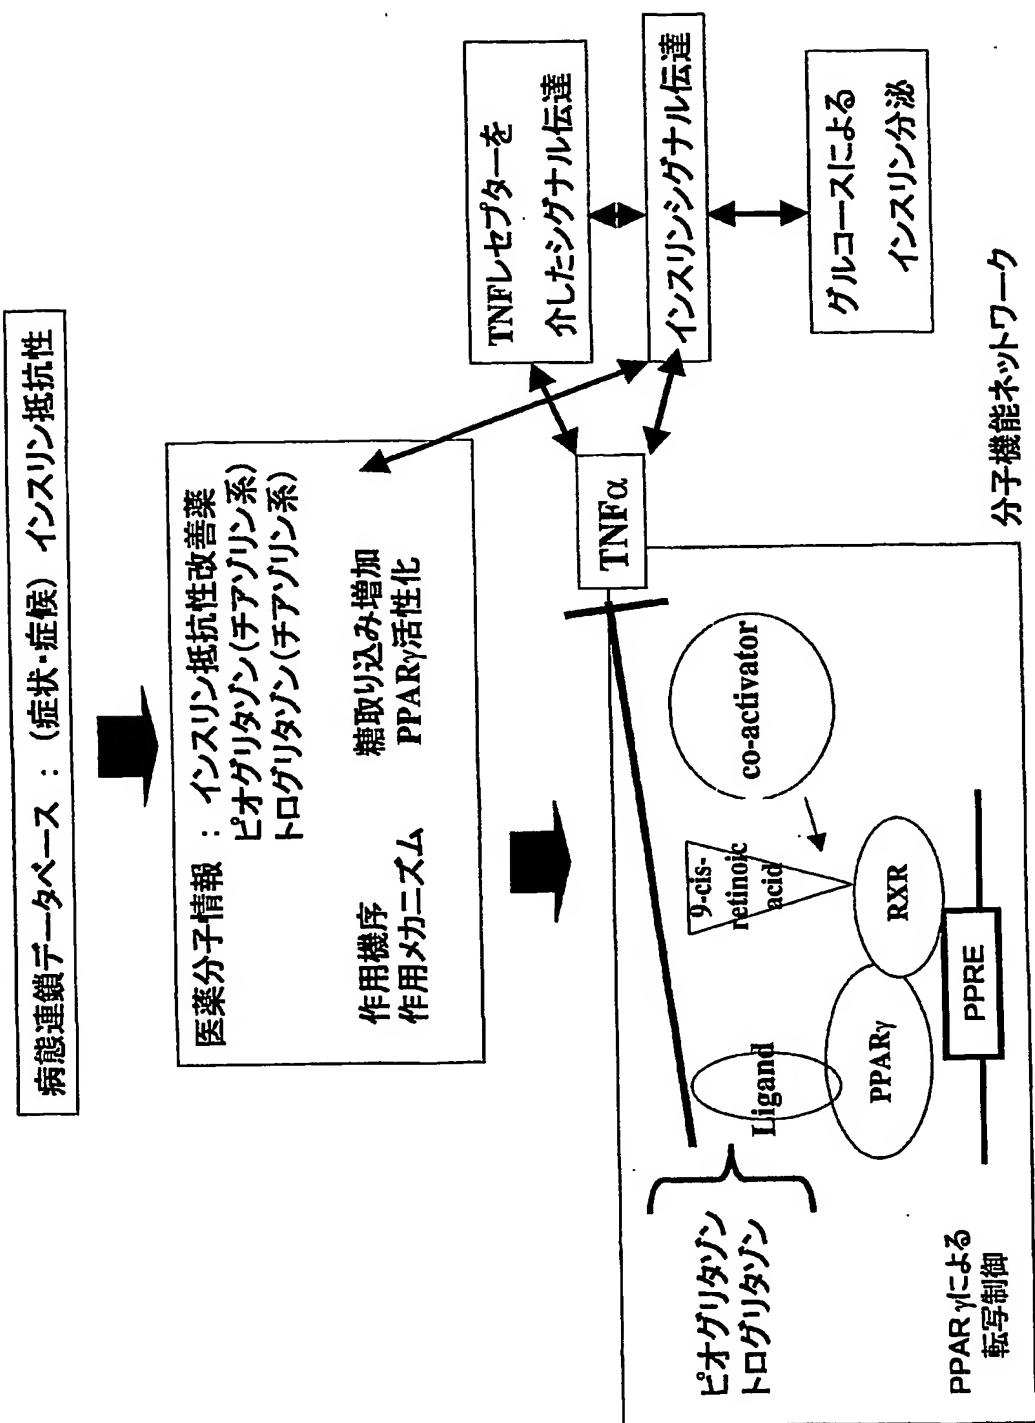 病態連鎖データベース : (症状・症候) インスリン抵抗性
医薬分子情報 : インスリン抵抗性改善薬
ピオグリタゾン(チアゾリン系)
トログリタゾン(チアゾリン系)
作用機序 糖取り込み増加
作用メカニズム PPARγ活性化
TNFレセプターを
介したシグナル伝達
インスリンシグナル伝達
グルコースによる
インスリン分泌
TNFα
分子機能ネットワーク
ピオグリタゾン
トログリタゾン
Ligand
9-cis-
retinoic
acid
co-activator
PPARγ
RXR
PPRE
PPARγによる
転写制御